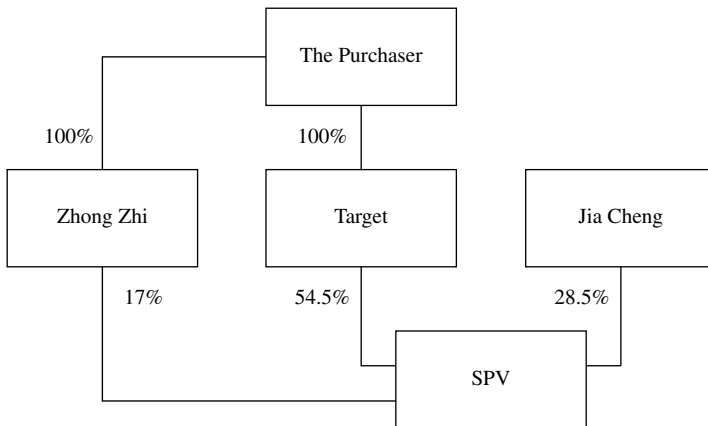 The Purchaser
100%
100%
Zhong Zhi
Target
Jia Cheng
17%
54.5%
28.5%
SPV